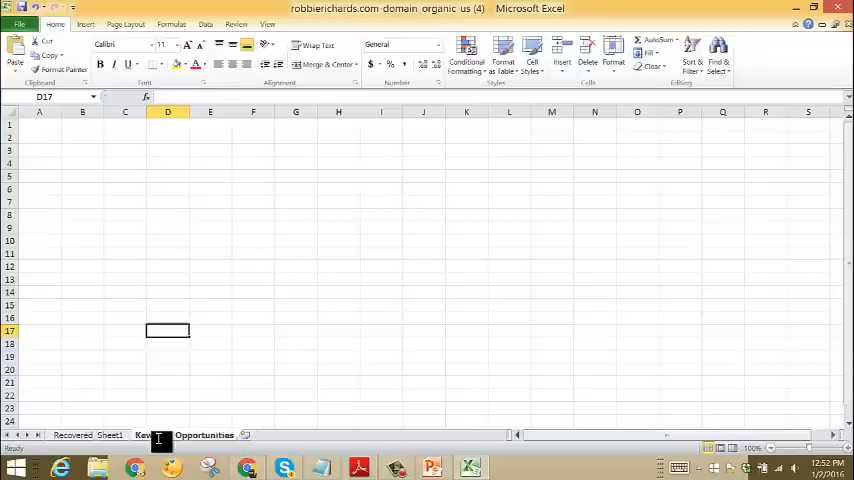 robbierichards.com-domain_organic_us (4) - Microsoft Excel
File Home Insert Page Layout Formulas Data Review View
Paste
Cut
Copy
Format Painter
Clipboard
Calibri 11
B I U
Font
Wrap Text
Merge & Center
Alignment
General
$ % ,
Number
Conditional Formatting
Format as Table
Cell Styles
Styles
Insert Delete Format
Cells
AutoSum
Fill
Clear
Sort & Filter
Find & Select
Editing
D17 fx
A B C D E F G H I J K L M N O P Q R S
1
2
3
4
5
6
7
8
9
10
11
12
13
14
15
16
17
18
19
20
21
22
23
24
Recovered_Sheet1 Opportunities
Ready 100%
12:52 PM
1/2/2016